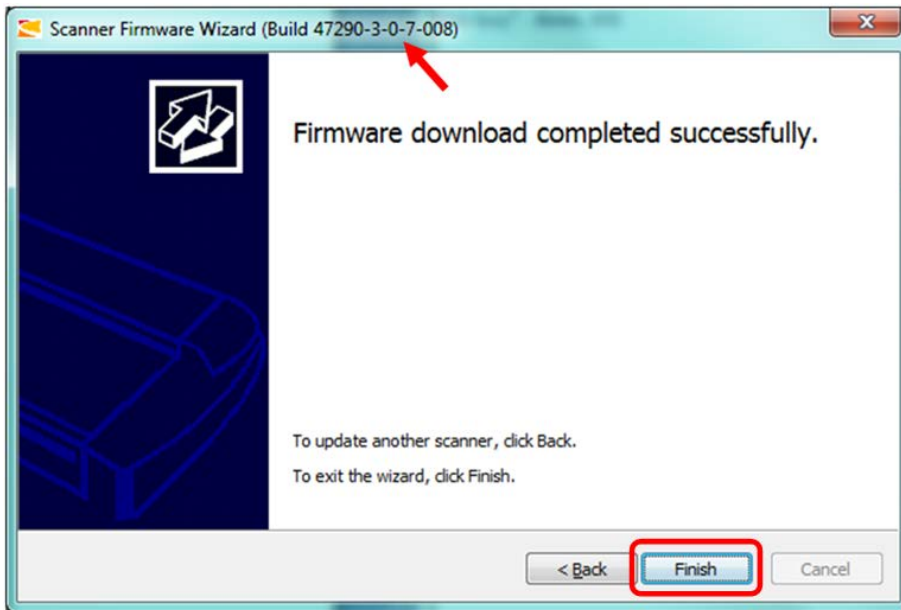 Scanner Firmware Wizard (Build 47290-3-0-7-008)
Firmware download completed successfully.
To update another scanner, click Back.
To exit the wizard, click Finish.
< Back Finish Cancel